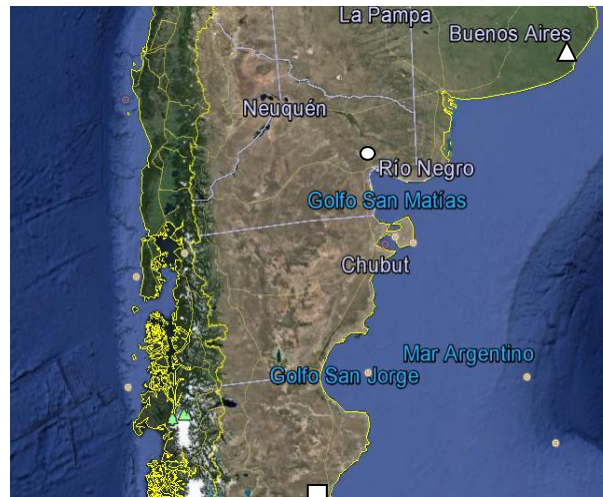 La Pampa
Buenos Aires
Neuquén
Río Negro
Golfo San Matías
Chubut
Mar Argentino
Golfo San Jorge